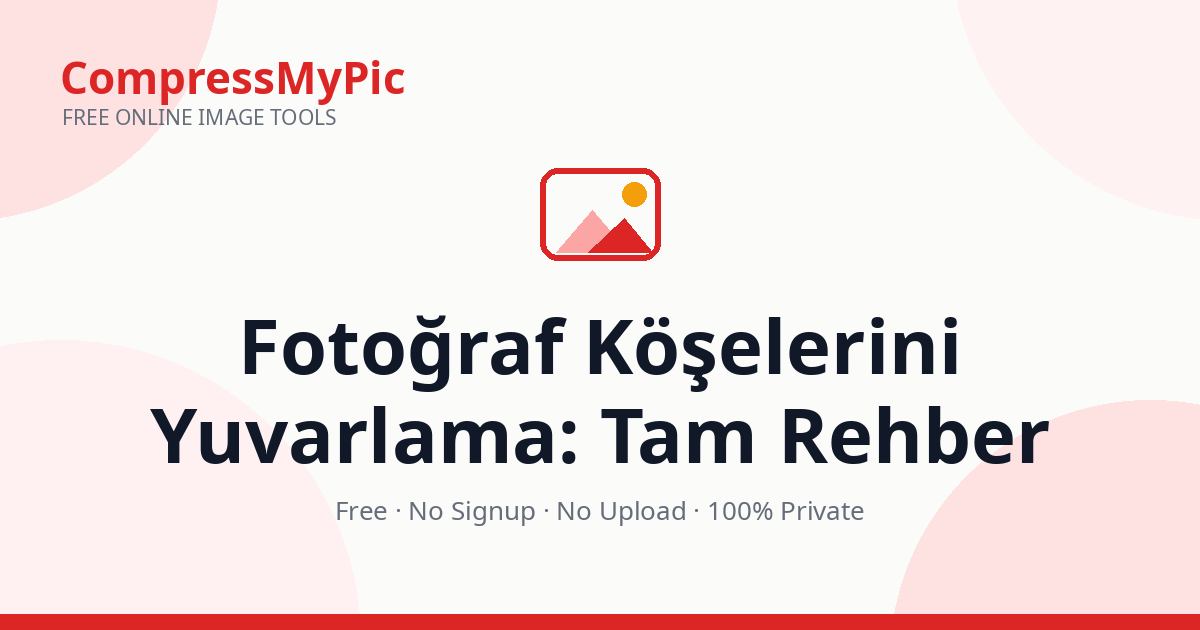 CompressMyPic
FREE ONLINE IMAGE TOOLS
Fotoğraf Köşelerini
Yuvarlama: Tam Rehber
Free · No Signup · No Upload · 100% Private